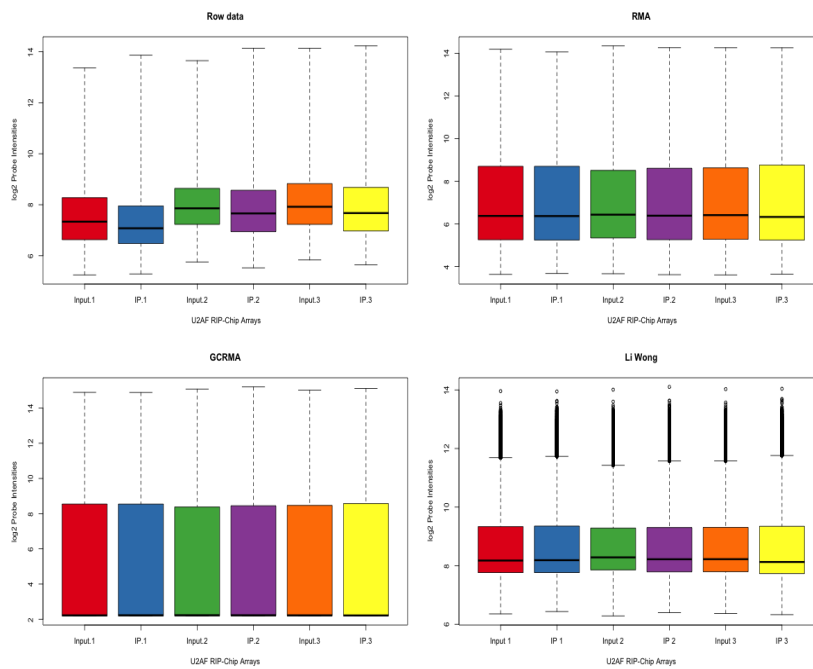 Row data
log2 Probe Intensities
14
12
10
8
6
Input.1 IP.1 Input.2 IP.2 Input.3 IP.3
U2AF RIP-Chip Arrays
RMA
log2 Probe Intensities
14
12
10
8
6
4
Input.1 IP.1 Input.2 IP.2 Input.3 IP.3
U2AF RIP-Chip Arrays
GCRMA
log2 Probe Intensities
14
12
10
8
6
4
2
Input.1 IP.1 Input.2 IP.2 Input.3 IP.3
U2AF RIP-Chip Arrays
Li Wong
log2 Probe Intensities
14
12
10
8
6
Input 1 IP 1 Input 2 IP 2 Input 3 IP 3
U2AF RIP-Chip Arrays